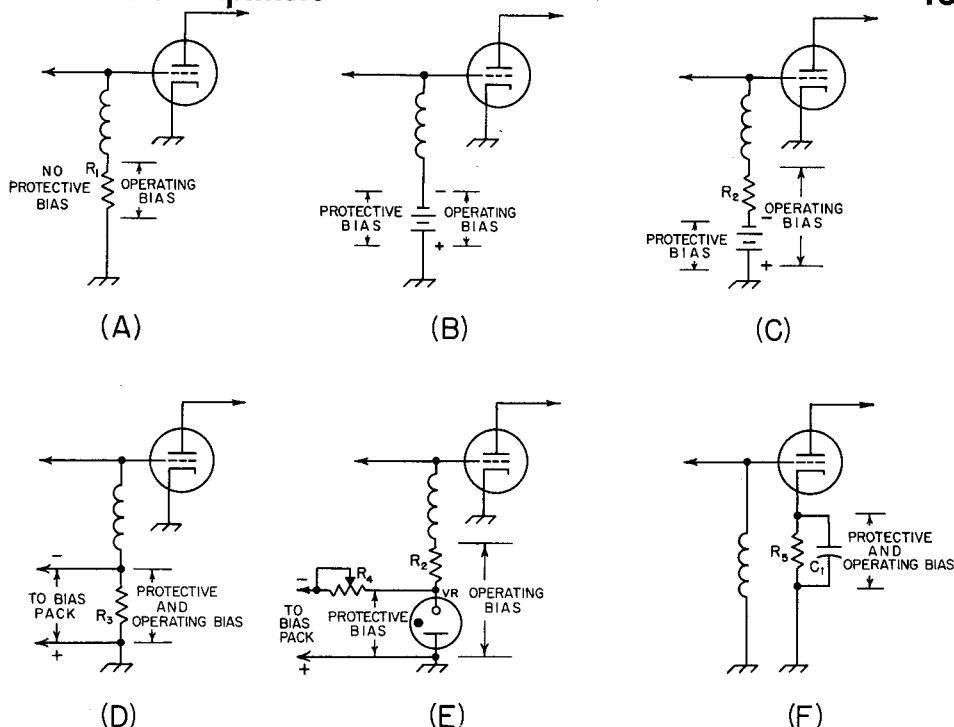 NO
PROTECTIVE
BIAS
R₁
OPERATING
BIAS
(A)
PROTECTIVE
BIAS
-
+
OPERATING
BIAS
(B)
R₂
PROTECTIVE
BIAS
-
+
OPERATING
BIAS
(C)
-
TO BIAS
PACK
+
R₃
PROTECTIVE
AND
OPERATING BIAS
(D)
-
R₄
TO
BIAS
PACK
+
PROTECTIVE
BIAS
R₂
VR
OPERATING
BIAS
(E)
R₅
C₁
PROTECTIVE
AND
OPERATING BIAS
(F)